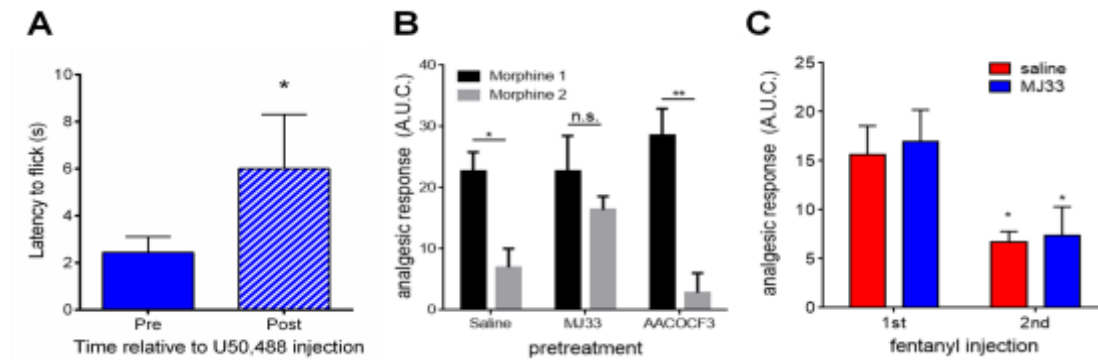 A
Latency to flick (s)
10
8
6
4
2
0
*
Pre
Post
Time relative to U50,488 injection
B
analgesic response (A.U.C.)
40
30
20
10
0
Morphine 1
Morphine 2
*
n.s.
**
Saline
MJ33
AACOCF3
pretreatment
C
analgesic response (A.U.C.)
25
20
15
10
5
0
saline
MJ33
*
*
1st
2nd
fentanyl injection